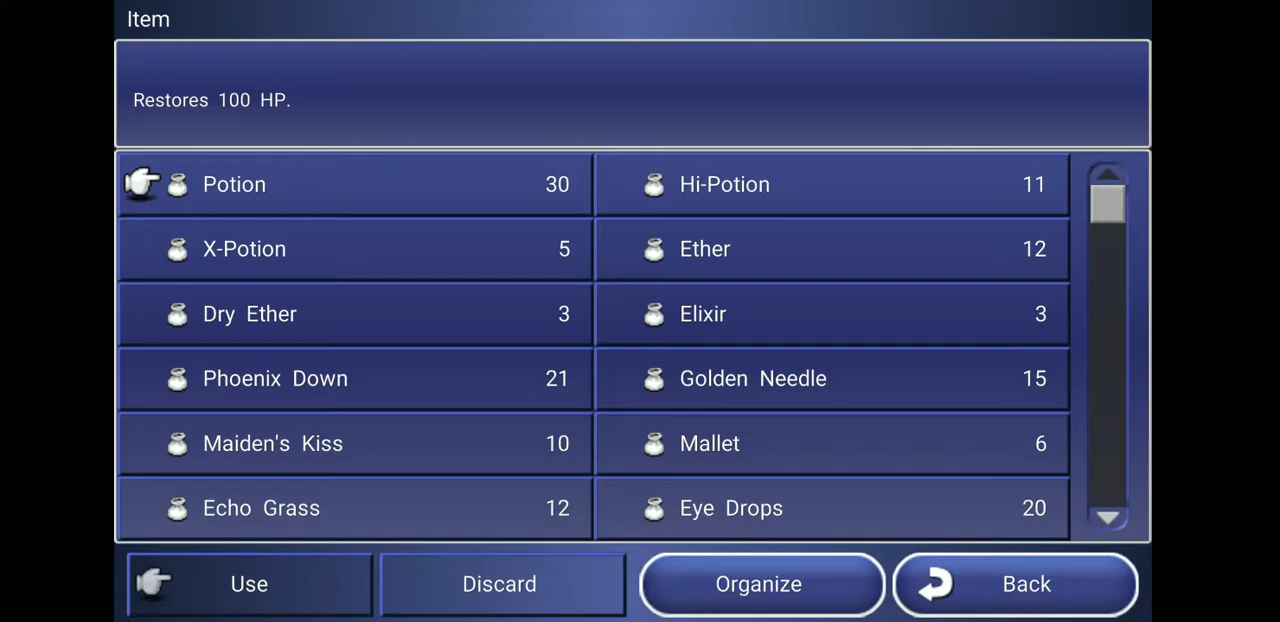 Item
Restores 100 HP.
Potion 30 Hi-Potion 11
X-Potion 5 Ether 12
Dry Ether 3 Elixir 3
Phoenix Down 21 Golden Needle 15
Maiden's Kiss 10 Mallet 6
Echo Grass 12 Eye Drops 20
Use Discard Organize Back